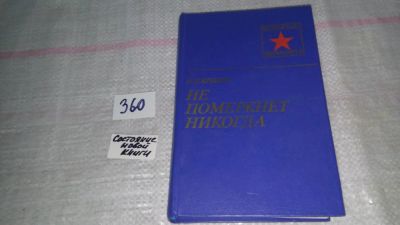 360
Состояние
новой
книги
НЕ
ПОМЕРКНЕТ
НИКОГДА